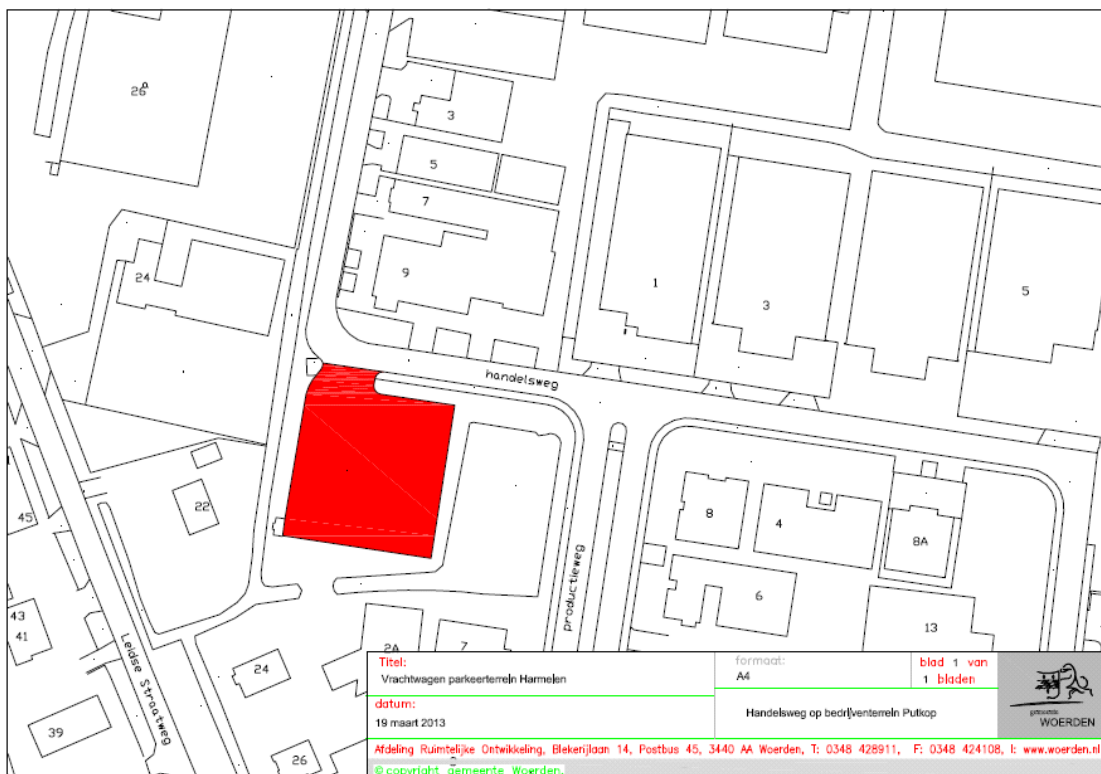 26a
3
5
7
24
9
1
3
5
handelsweg
22
45
8
4
8A
productieweg
6
43
41
13
2A
7
Leidse Straatweg
24
39
26
Titel:
Vrachtwagen parkeerterrein Harmelen
formaat:
A4
blad 1 van
1 bladen
datum:
19 maart 2013
Handelsweg op bedrijventerrein Putkop
gemeente
WOERDEN
Afdeling Ruimtelijke Ontwikkeling, Blekerijlaan 14, Postbus 45, 3440 AA Woerden, T: 0348 428911, F: 0348 424108, I: www.woerden.nl
© copyright gemeente Woerden.